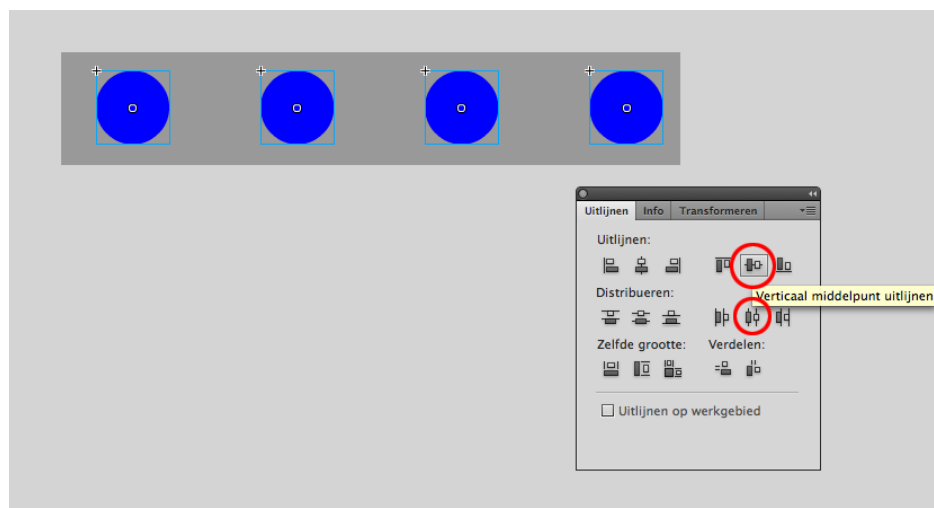 Uitlijnen Info Transformeren
Uitlijnen:
Verticaal middelpunt uitlijnen
Distribueren:
Zelfde grootte: Verdelen:
Uitlijnen op werkgebied